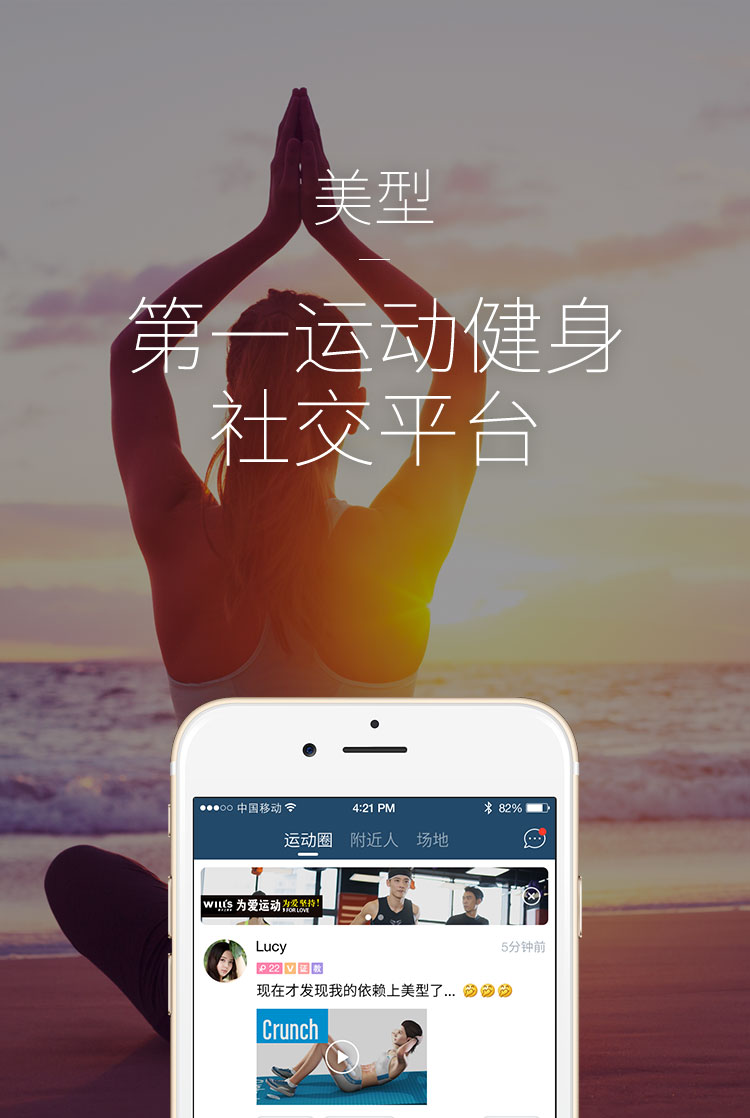 美型
第一运动健身
社交平台
中国移动 4:21 PM 82%
运动圈 附近人 场地
WILL'S 为爱运动 为爱坚持!
FOR LOVE
Lucy 5分钟前
22 V 证 教
现在才发现我的依赖上美型了... 🤣🤣🤣
Crunch